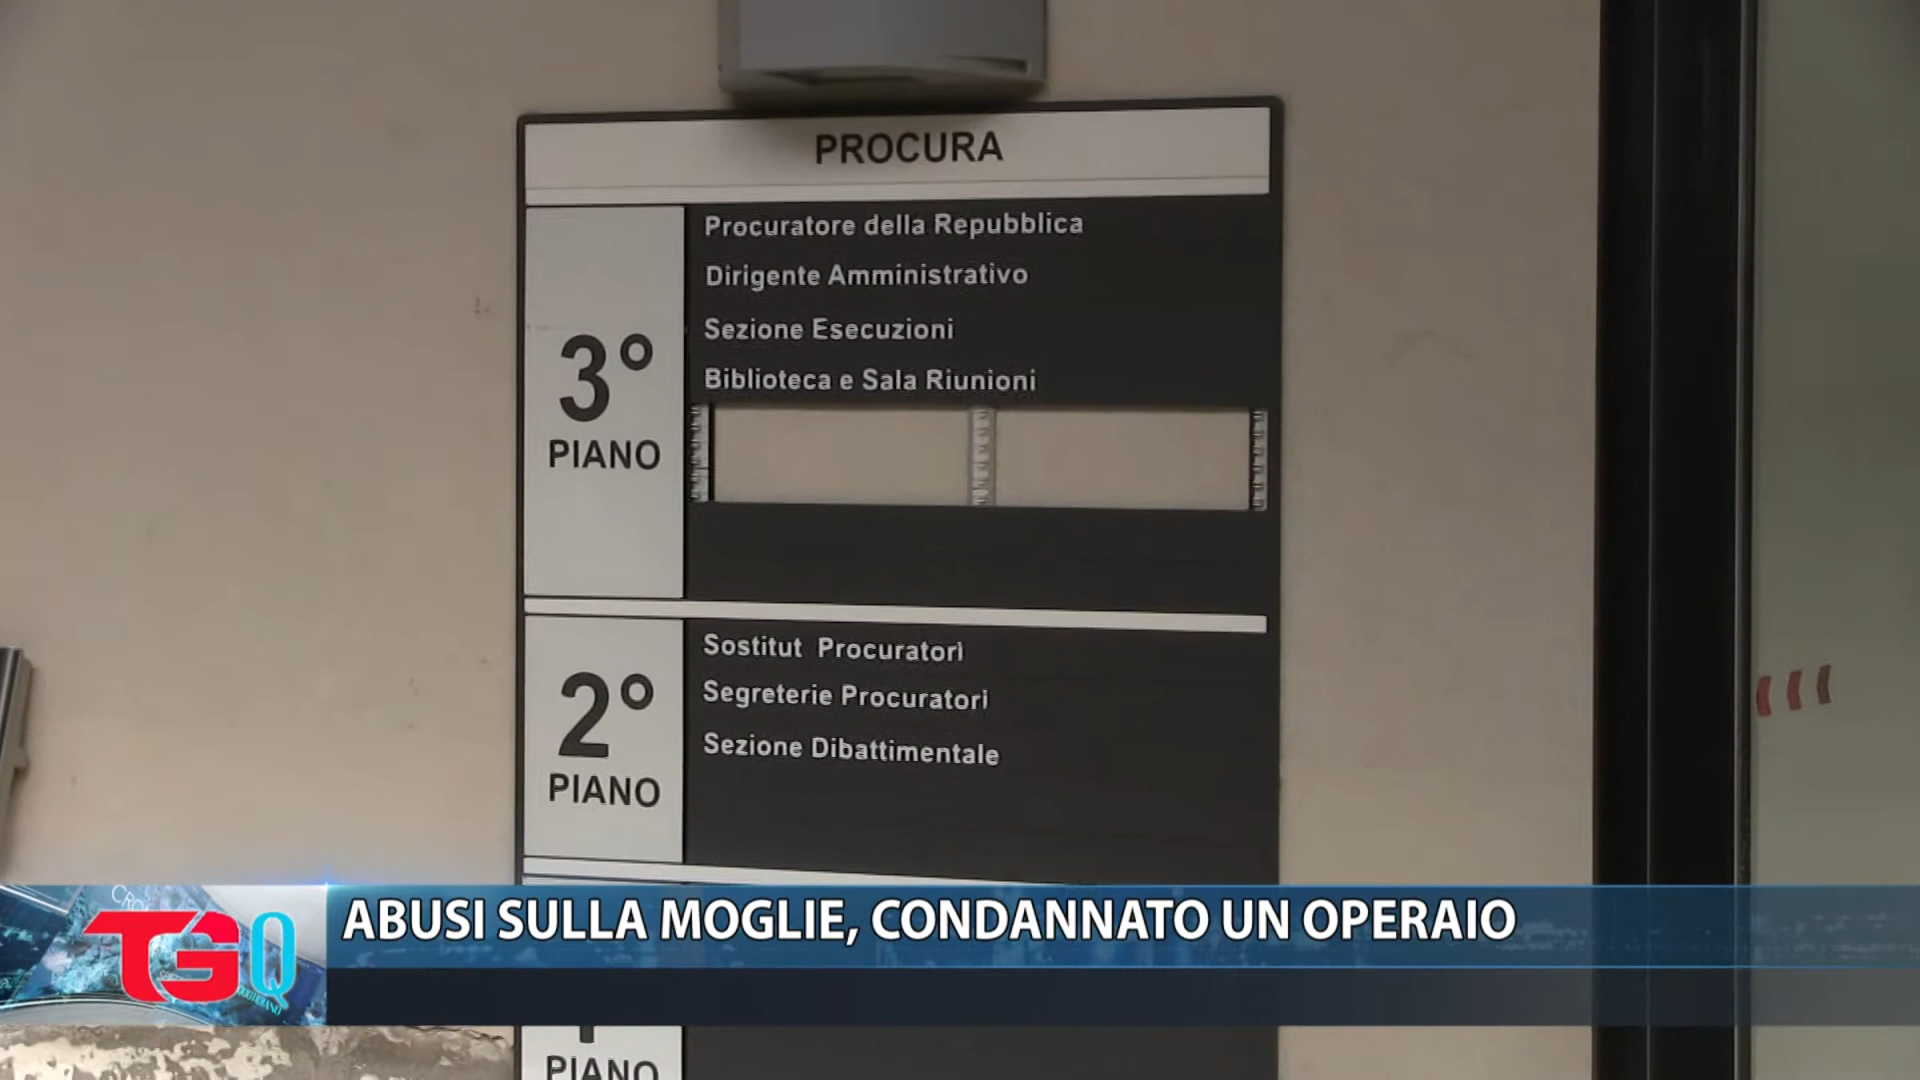 PROCURA
3°
PIANO
Procuratore della Repubblica
Dirigente Amministrativo
Sezione Esecuzioni
Biblioteca e Sala Riunioni
2°
PIANO
Sostitut Procuratori
Segreterie Procuratori
Sezione Dibattimentale
TGQ
ABUSI SULLA MOGLIE, CONDANNATO UN OPERAIO
PIANO